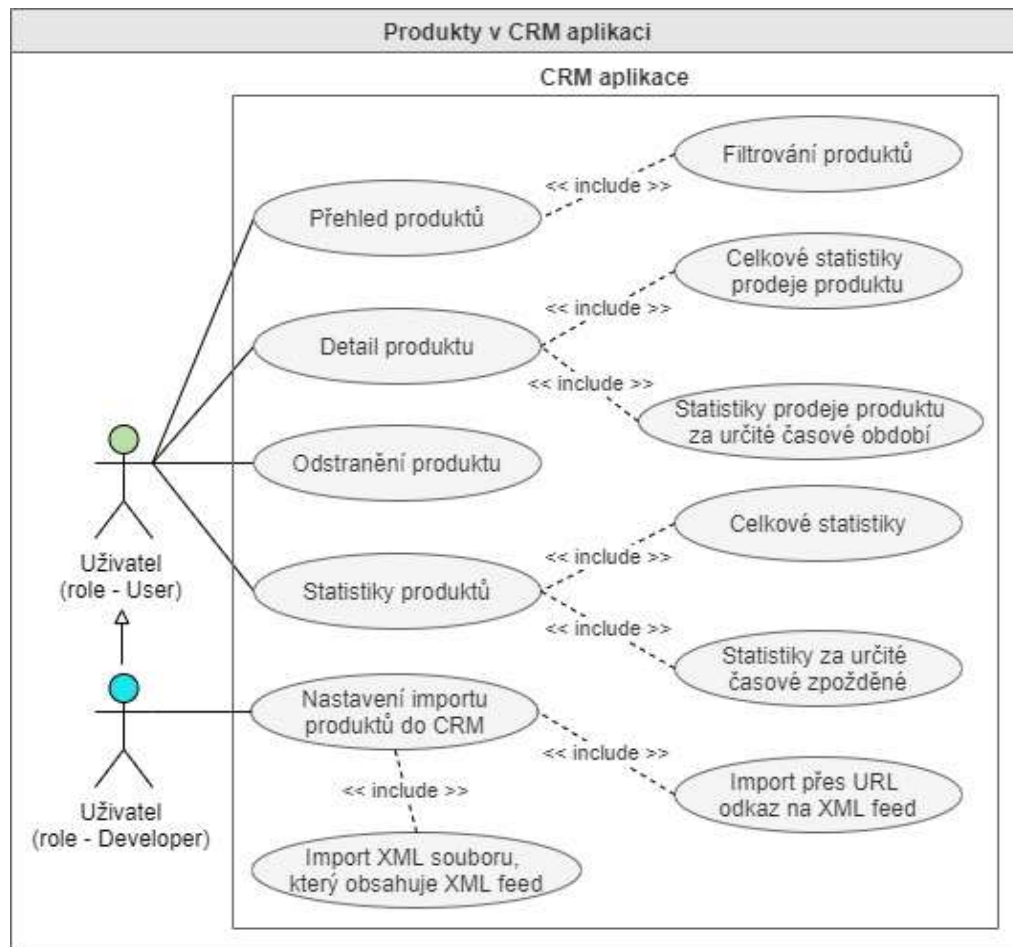 Produkty v CRM aplikaci
CRM aplikace
Filtrování produktů
<< include >>
Přehled produktů
Celkové statistiky
prodeje produktu
<< include >>
Detail produktu
<< include >>
Statistiky prodeje produktu
za určité časové období
Odstranění produktu
Celkové statistiky
<< include >>
Uživatel
(role - User)
Statistiky produktů
<< include >>
Statistiky za určité
časové zpožděné
Nastavení importu
produktů do CRM
<< include >>
Import přes URL
odkaz na XML feed
<< include >>
Uživatel
(role - Developer)
Import XML souboru,
který obsahuje XML feed